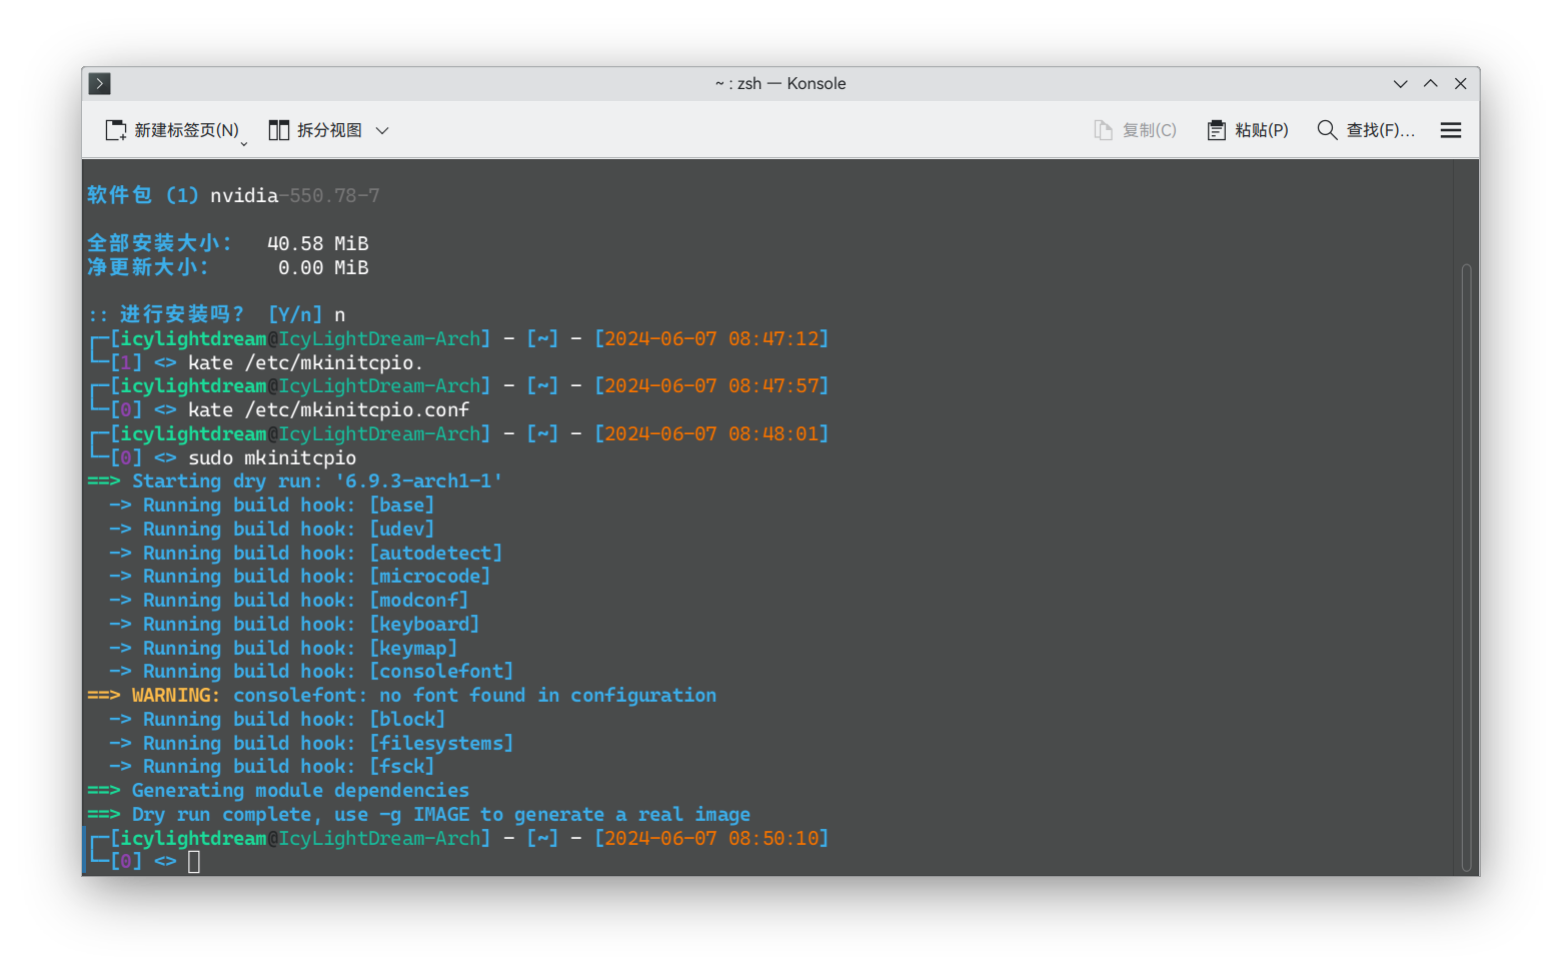 ~ : zsh — Konsole
新建标签页(N) 拆分视图 复制(C) 粘贴(P) 查找(F)...
软件包 (1) nvidia-550.78-7
全部安装大小： 40.58 MiB
净更新大小： 0.00 MiB
:: 进行安装吗？ [Y/n] n
┌─[icylightdream@IcyLightDream-Arch] - [~] - [2024-06-07 08:47:12]
└─[1] <> kate /etc/mkinitcpio.
┌─[icylightdream@IcyLightDream-Arch] - [~] - [2024-06-07 08:47:57]
└─[0] <> kate /etc/mkinitcpio.conf
┌─[icylightdream@IcyLightDream-Arch] - [~] - [2024-06-07 08:48:01]
└─[0] <> sudo mkinitcpio
==> Starting dry run: '6.9.3-arch1-1'
-> Running build hook: [base]
-> Running build hook: [udev]
-> Running build hook: [autodetect]
-> Running build hook: [microcode]
-> Running build hook: [modconf]
-> Running build hook: [keyboard]
-> Running build hook: [keymap]
-> Running build hook: [consolefont]
==> WARNING: consolefont: no font found in configuration
-> Running build hook: [block]
-> Running build hook: [filesystems]
-> Running build hook: [fsck]
==> Generating module dependencies
==> Dry run complete, use -g IMAGE to generate a real image
┌─[icylightdream@IcyLightDream-Arch] - [~] - [2024-06-07 08:50:10]
└─[0] <>